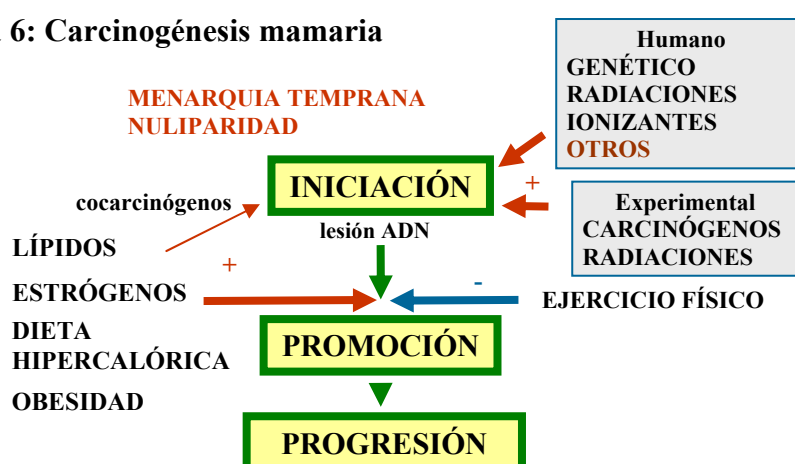 6: Carcinogénesis mamaria
Humano
GENÉTICO
RADIACIONES
IONIZANTES
OTROS
MENARQUIA TEMPRANA
NULIPARIDAD
INICIACIÓN
+
cocarcinógenos
lesión ADN
Experimental
CARCINÓGENOS
RADIACIONES
LÍPIDOS
+
-
ESTRÓGENOS
EJERCICIO FÍSICO
DIETA
HIPERCALÓRICA
PROMOCIÓN
OBESIDAD
PROGRESIÓN